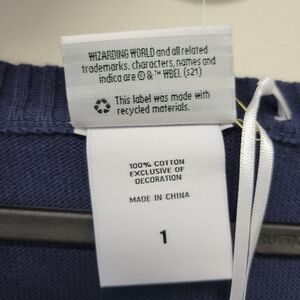 WIZARDING WORLD and all related
trademarks, characters, names and
indicia are © & ™ WBEI. (s21)
This label was made with
recycled materials.
100% COTTON
EXCLUSIVE OF
DECORATION
MADE IN CHINA
1